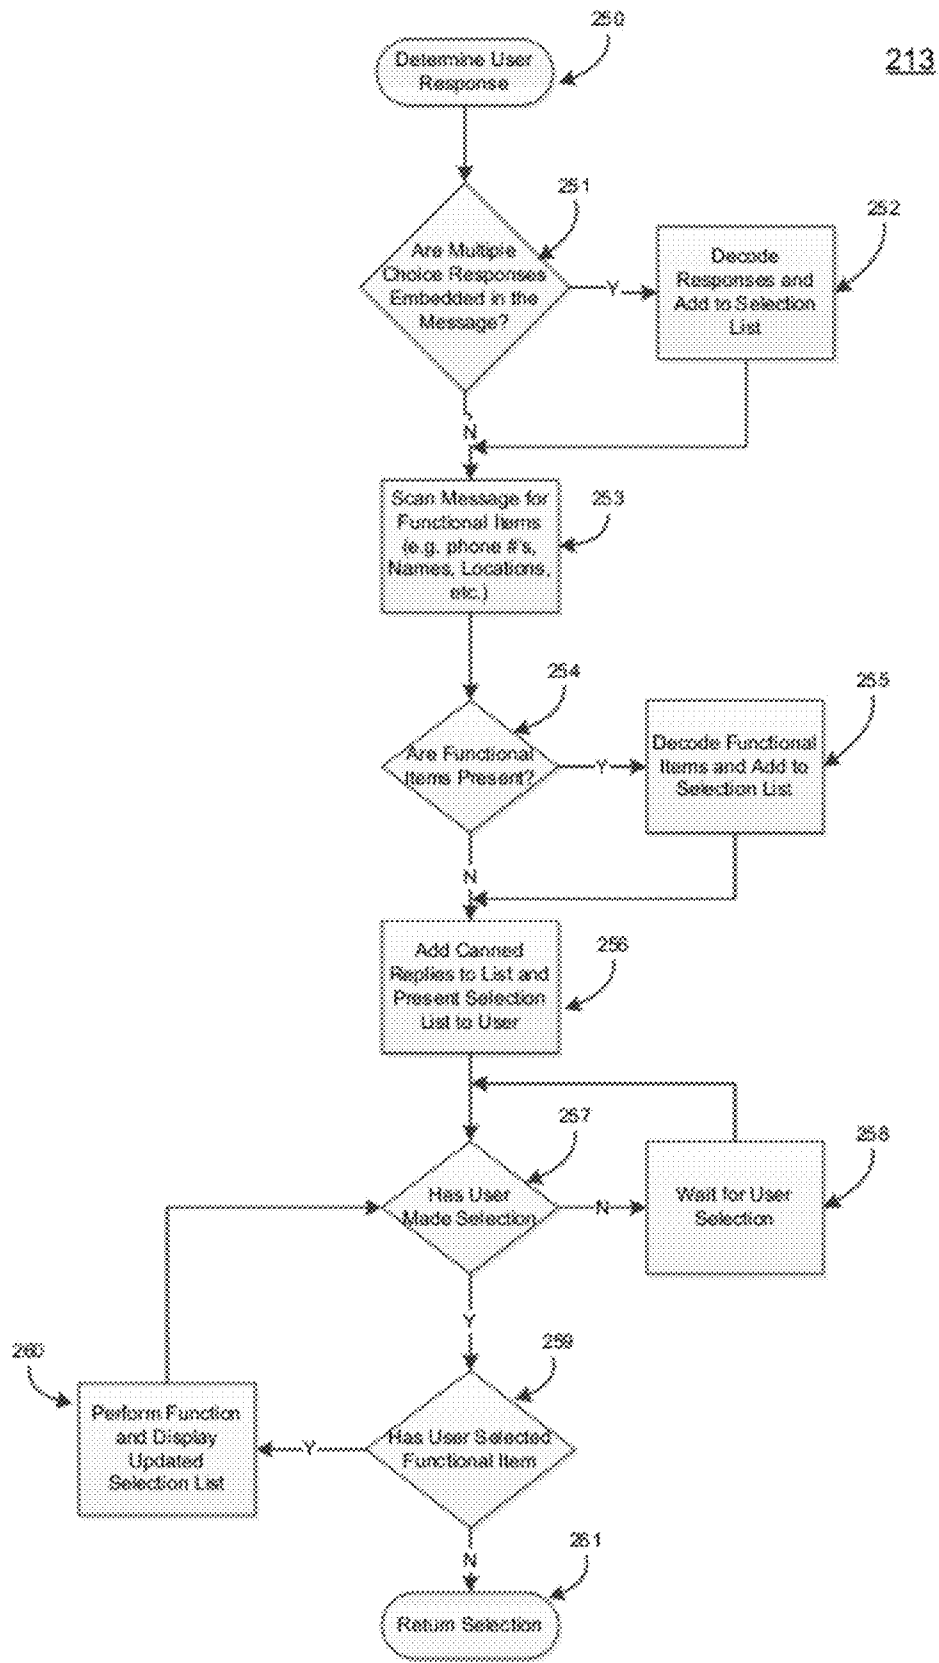 250
213
Determine User
Response
251
252
Are Multiple
Choice Responses
Embedded in the
Message?
Y
Decode
Responses and
Add to Selection
List
N
253
Scan Message for
Functional Items
(e.g. phone #'s,
Names, Locations,
etc.)
254
255
Are Functional
Items Present?
Y
Decode Functional
Items and Add to
Selection List
N
256
Add Canned
Replies to List and
Present Selection
List to User
257
258
Has User
Made Selection
N
Wait for User
Selection
Y
259
260
Has User Selected
Functional Item
Y
Perform Function
and Display
Updated
Selection List
N
261
Return Selection